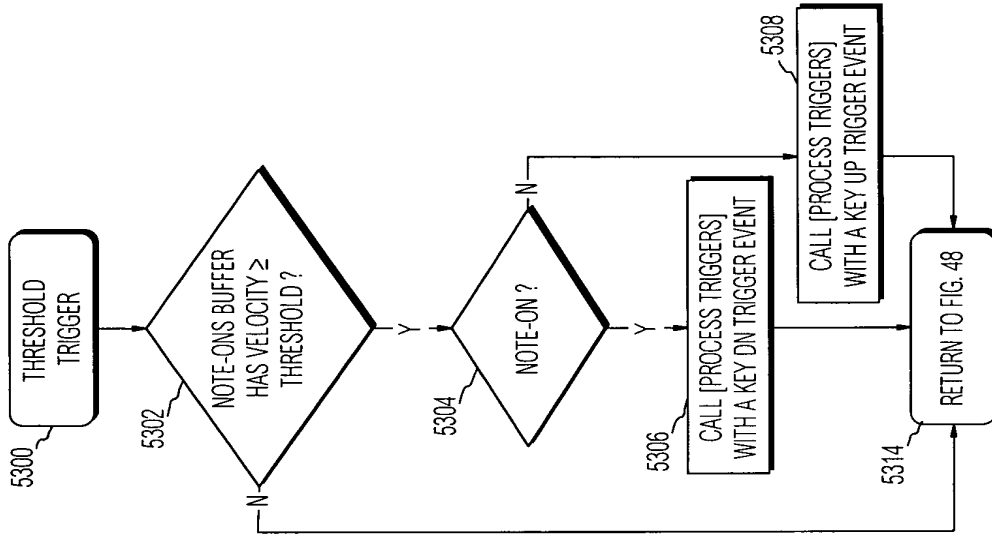 5300
THRESHOLD
TRIGGER
5302
NOTE-ONS BUFFER
HAS VELOCITY ≥
THRESHOLD ?
N
Y
5304
NOTE-ON ?
N
Y
5306
CALL [PROCESS TRIGGERS]
WITH A KEY DN TRIGGER EVENT
5308
CALL [PROCESS TRIGGERS]
WITH A KEY UP TRIGGER EVENT
5314
RETURN TO FIG. 48